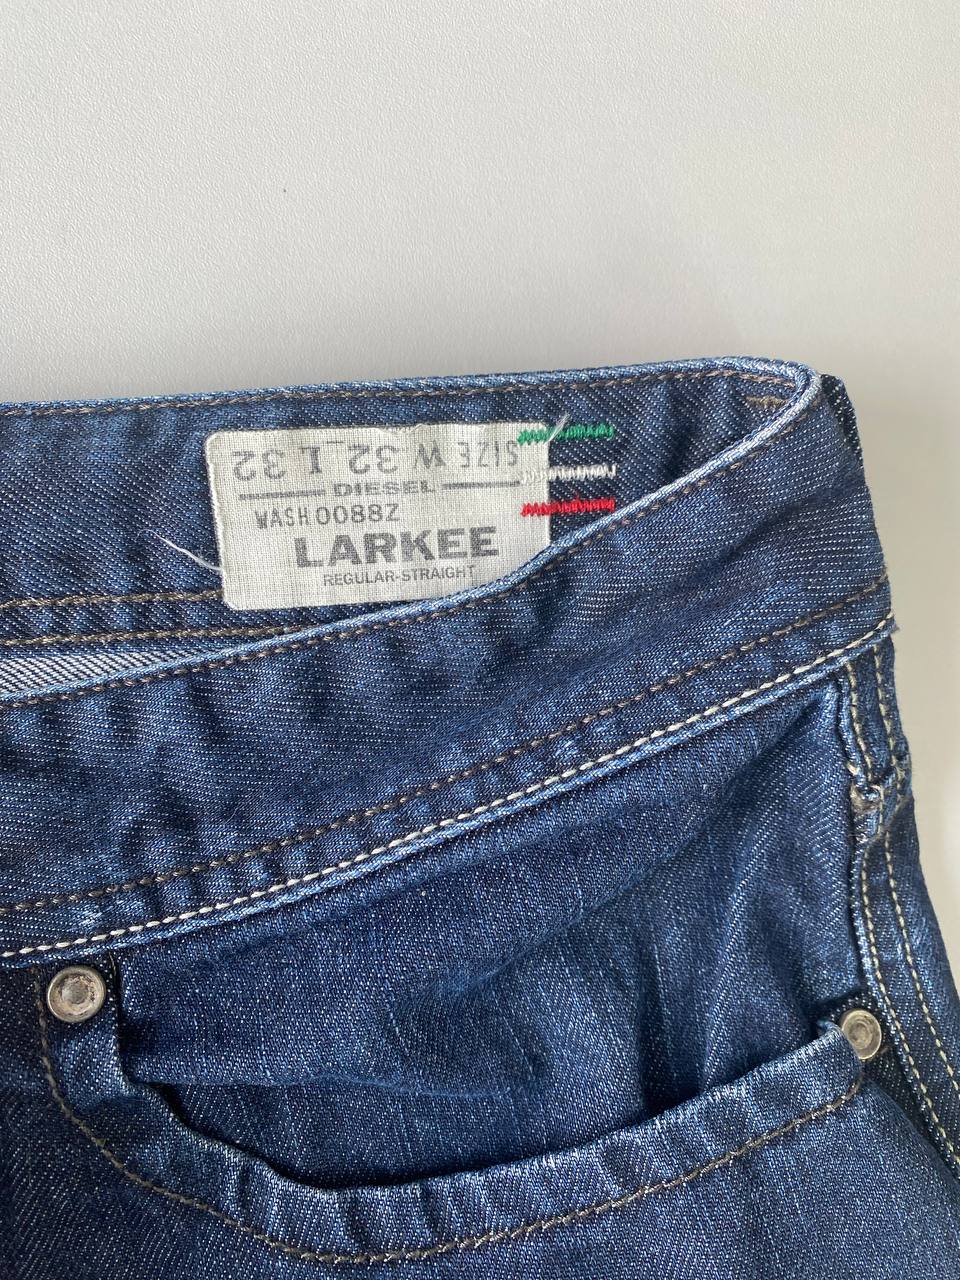 SIZE W 32 L 32
DIESEL
WASH 0088Z
LARKEE
REGULAR-STRAIGHT